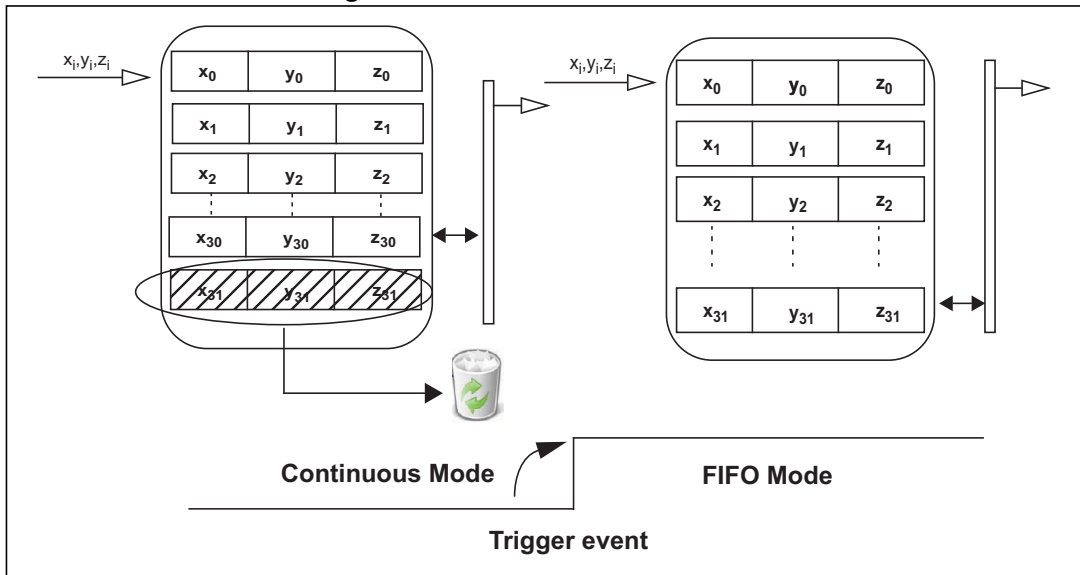 xi,yi,zi
x0 y0 z0
x1 y1 z1
x2 y2 z2
x30 y30 z30
x31 y31 z31
xi,yi,zi
x0 y0 z0
x1 y1 z1
x2 y2 z2
x31 y31 z31
Continuous Mode
FIFO Mode
Trigger event